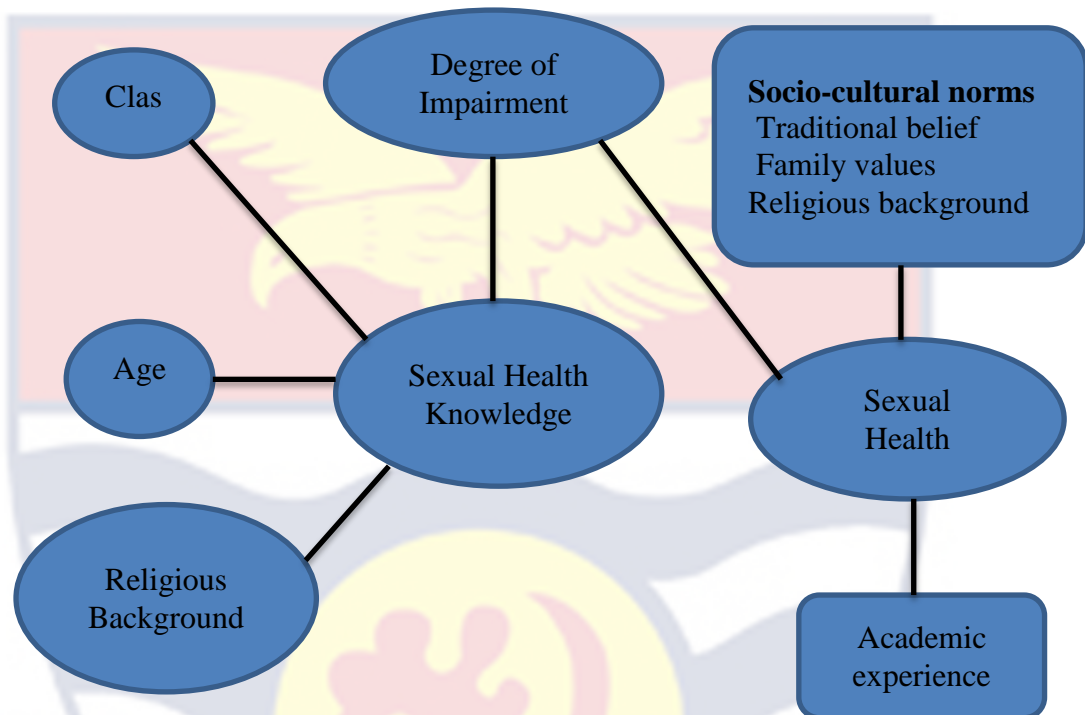 Clas
Degree of
Impairment
Socio-cultural norms
Traditional belief
Family values
Religious background
Age
Sexual Health
Knowledge
Sexual
Health
Religious
Background
Academic
experience